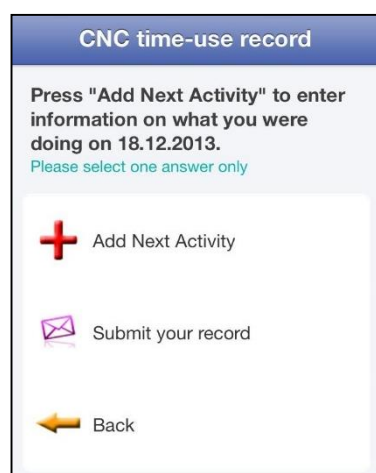 CNC time-use record
Press "Add Next Activity" to enter
information on what you were
doing on 18.12.2013.
Please select one answer only
Add Next Activity
Submit your record
Back